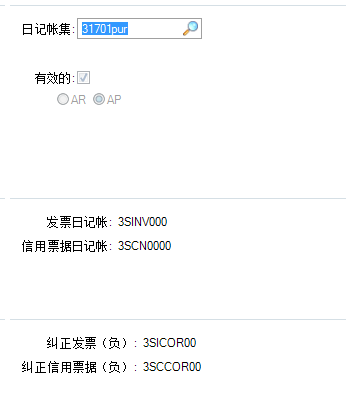 日记帐集: 31701pur
有效的:
AR AP
发票日记帐: 3SINV000
信用票据日记帐: 3SCN0000
纠正发票（负）: 3SICOR00
纠正信用票据（负）: 3SCCOR00